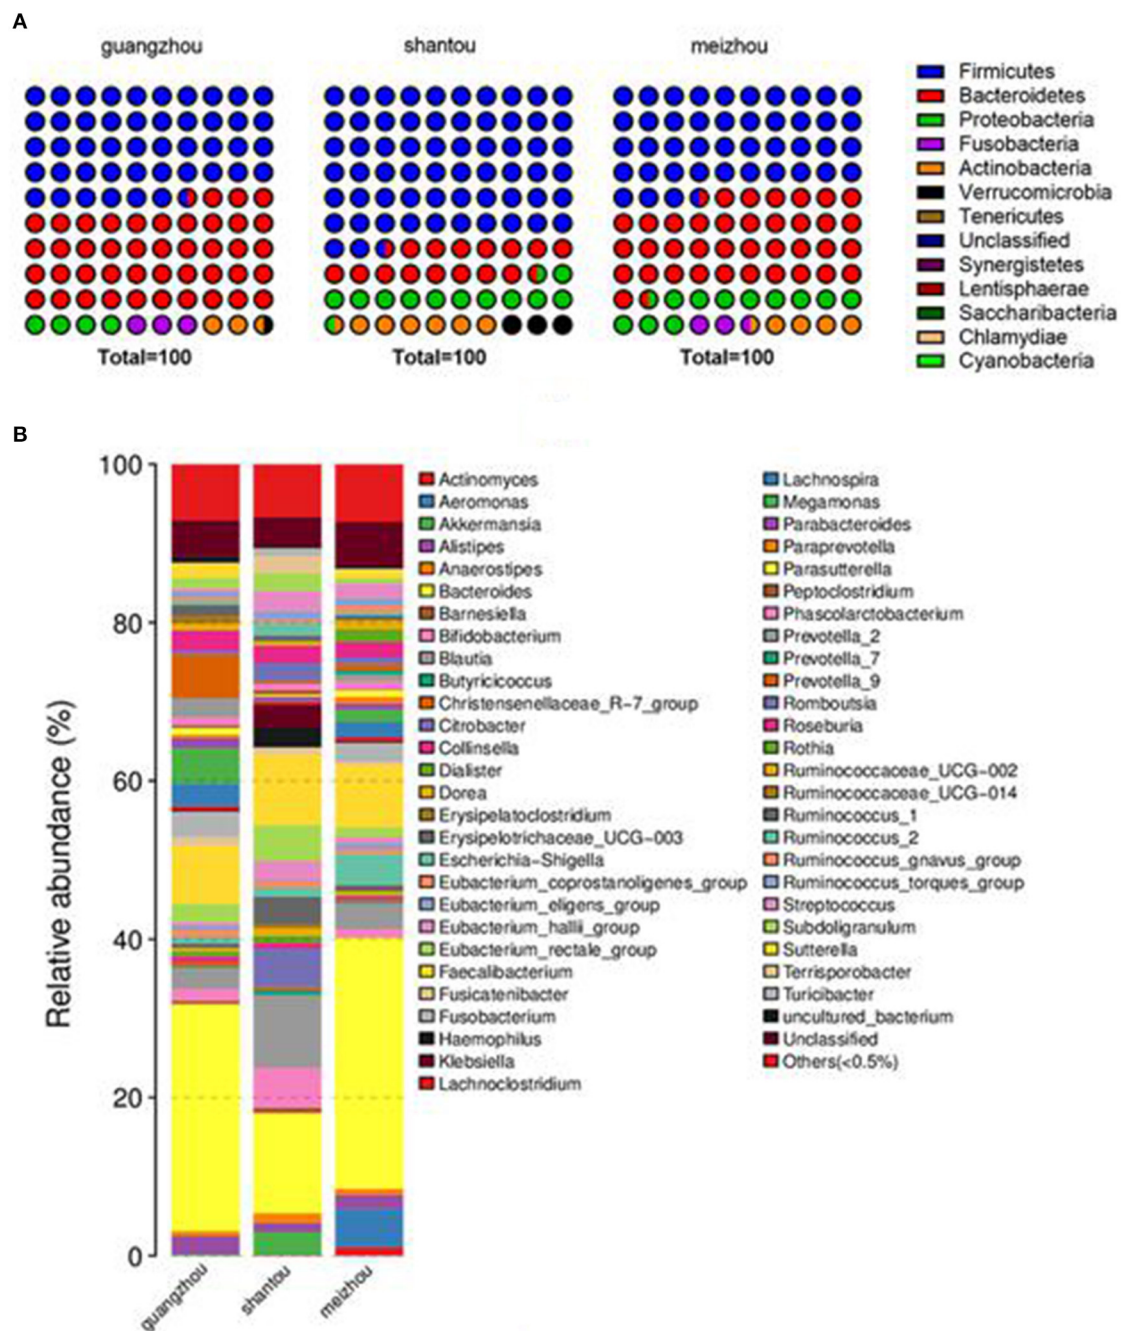 A
guangzhou
shantou
meizhou
Firmicutes
Bacteroidetes
Proteobacteria
Fusobacteria
Actinobacteria
Verrucomicrobia
Tenericutes
Unclassified
Synergistetes
Lentisphaerae
Saccharibacteria
Chlamydiae
Cyanobacteria
Total=100
Total=100
Total=100
B
Relative abundance (%)
100
80
60
40
20
0
guangzhou
shantou
meizhou
Actinomyces
Aeromonas
Akkermansia
Alistipes
Anaerostipes
Bacteroides
Barnesiella
Bifidobacterium
Blautia
Butyricicoccus
Christensenellaceae_R-7_group
Citrobacter
Collinsella
Dialister
Dorea
Erysipelatoclostridium
Erysipelotrichaceae_UCG-003
Escherichia-Shigella
Eubacterium_coprostanoligenes_group
Eubacterium_eligens_group
Eubacterium_hallii_group
Eubacterium_rectale_group
Faecalibacterium
Fusicatenibacter
Fusobacterium
Haemophilus
Klebsiella
Lachnoclostridium
Lachnospira
Megamonas
Parabacteroides
Paraprevotella
Parasutterella
Peptoclostridium
Phascolarctobacterium
Prevotella_2
Prevotella_7
Prevotella_9
Romboutsia
Roseburia
Rothia
Ruminococcaceae_UCG-002
Ruminococcaceae_UCG-014
Ruminococcus_1
Ruminococcus_2
Ruminococcus_gnavus_group
Ruminococcus_torques_group
Streptococcus
Subdoligranulum
Sutterella
Terrisporobacter
Turicibacter
uncultured_bacterium
Unclassified
Others(<0.5%)